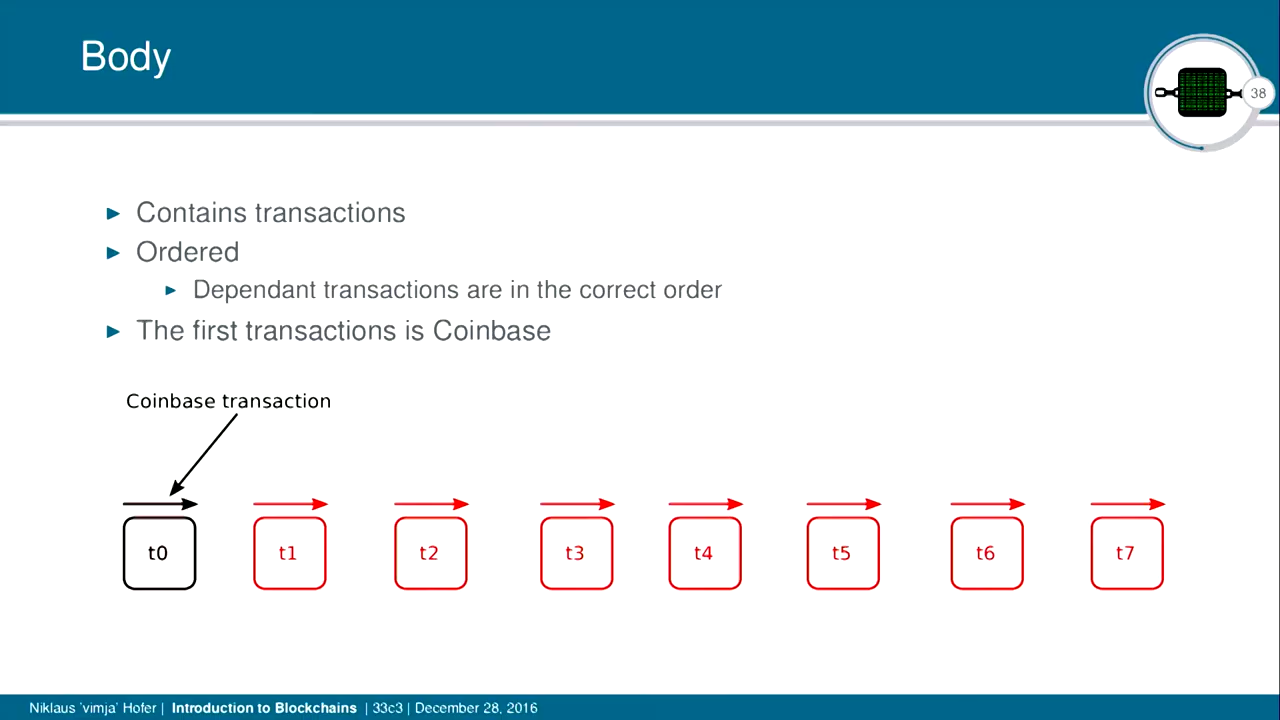 Body
38
Contains transactions
Ordered
Dependant transactions are in the correct order
The first transactions is Coinbase
Coinbase transaction
t0 t1 t2 t3 t4 t5 t6 t7
Niklaus 'vimja' Hofer | Introduction to Blockchains | 33c3 | December 28, 2016